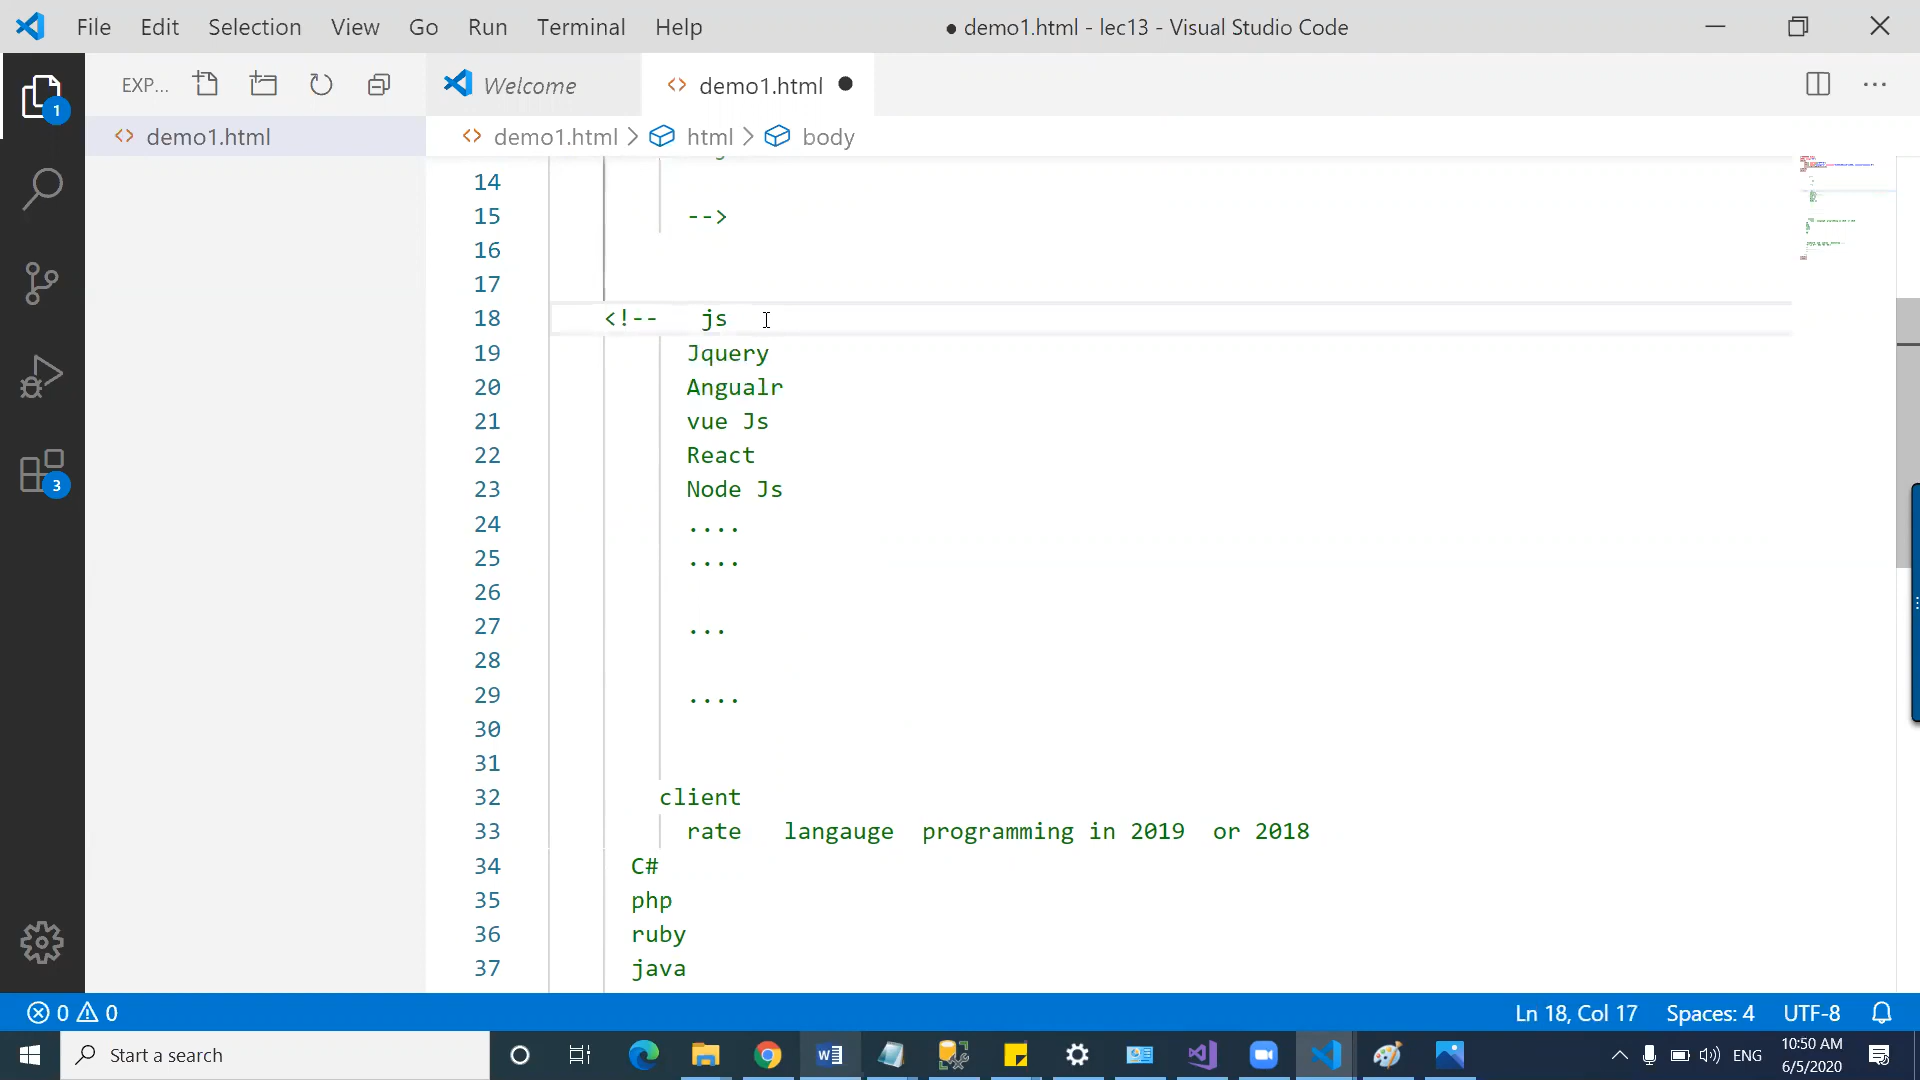 File Edit Selection View Go Run Terminal Help
● demo1.html - lec13 - Visual Studio Code
EXP...
Welcome
demo1.html
1
demo1.html
demo1.html > html > body
14
15 -->
16
17
18 <!-- js
19 Jquery
20 Angualr
21 vue Js
22 React
23 Node Js
24 ....
25 ....
26
27 ...
28
29 ....
30
31
32 client
33 rate langauge programming in 2019 or 2018
34 C#
35 php
36 ruby
37 java
3
0 0
Ln 18, Col 17 Spaces: 4 UTF-8
Start a search
ENG
10:50 AM
6/5/2020